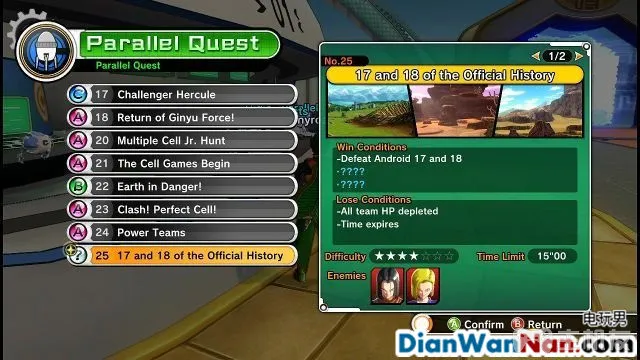 Parallel Quest
Parallel Quest
C 17 Challenger Hercule
A 18 Return of Ginyu Force!
A 20 Multiple Cell Jr. Hunt
A 21 The Cell Games Begin
B 22 Earth in Danger!
A 23 Clash! Perfect Cell!
A 24 Power Teams
? 25 17 and 18 of the Official History
No.25
1/2
17 and 18 of the Official History
Win Conditions
-Defeat Android 17 and 18
-????
-????
Lose Conditions
-All team HP depleted
-Time expires
Difficulty ★★★★☆☆☆ Time Limit 15"00
Enemies
A Confirm B Return
电玩男
DianWanNan.com